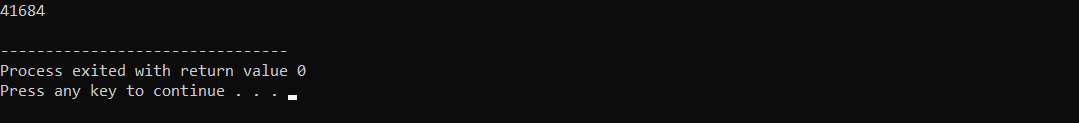 41684
--------------------------------
Process exited with return value 0
Press any key to continue . . .